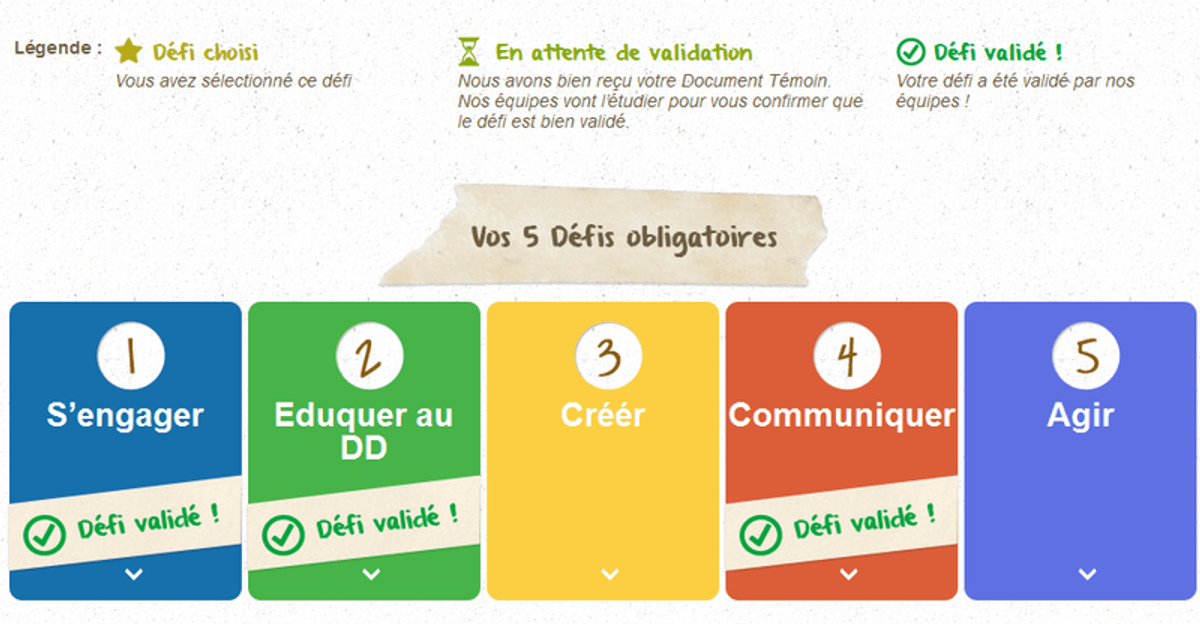 Légende :
Défi choisi
Vous avez sélectionné ce défi
En attente de validation
Nous avons bien reçu votre Document Témoin.
Nos équipes vont l'étudier pour vous confirmer que
le défi est bien validé.
Défi validé !
Votre défi a été validé par nos
équipes !
Vos 5 Défis obligatoires
1
S'engager
Défi validé !
2
Eduquer au
DD
Défi validé !
3
Créér
4
Communiquer
Défi validé !
5
Agir